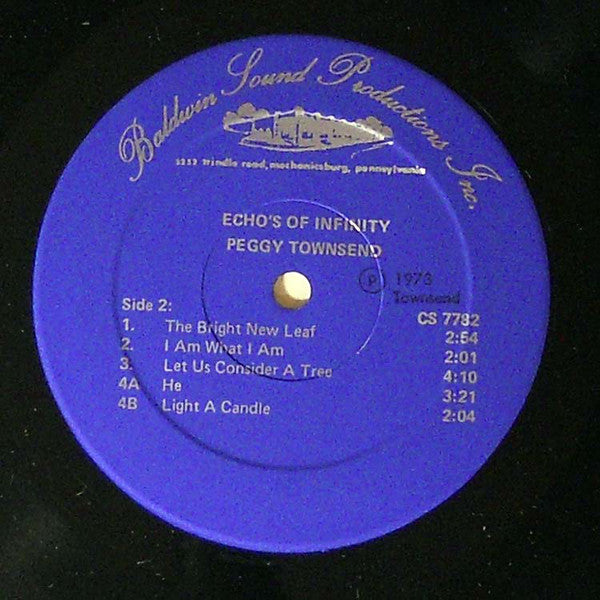 Baldwin Sound Productions Inc.
trindle road, mechanicsburg, pennsylvania
ECHO'S OF INFINITY
PEGGY TOWNSEND
℗ 1973
Townsend
Side 2:
CS 7782
1. The Bright New Leaf 2:54
2. I Am What I Am 2:01
3. Let Us Consider A Tree 4:10
4A He 3:21
4B Light A Candle 2:04